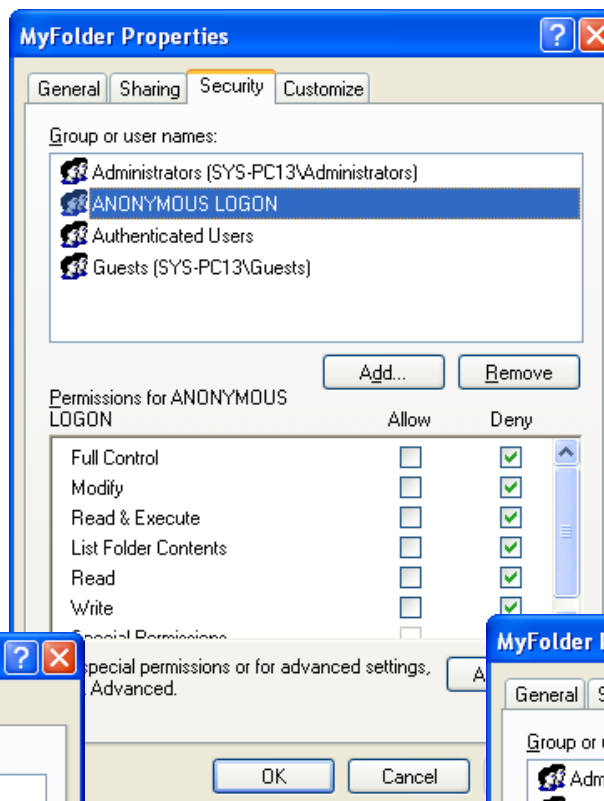 MyFolder Properties
General Sharing Security Customize
Group or user names:
Administrators (SYS-PC13\Administrators)
ANONYMOUS LOGON
Authenticated Users
Guests (SYS-PC13\Guests)
Add... Remove
Permissions for ANONYMOUS
LOGON Allow Deny
Full Control
Modify
Read & Execute
List Folder Contents
Read
Write
Special Permissions
special permissions or for advanced settings,
Advanced.
OK Cancel
MyFolder
General
Group or